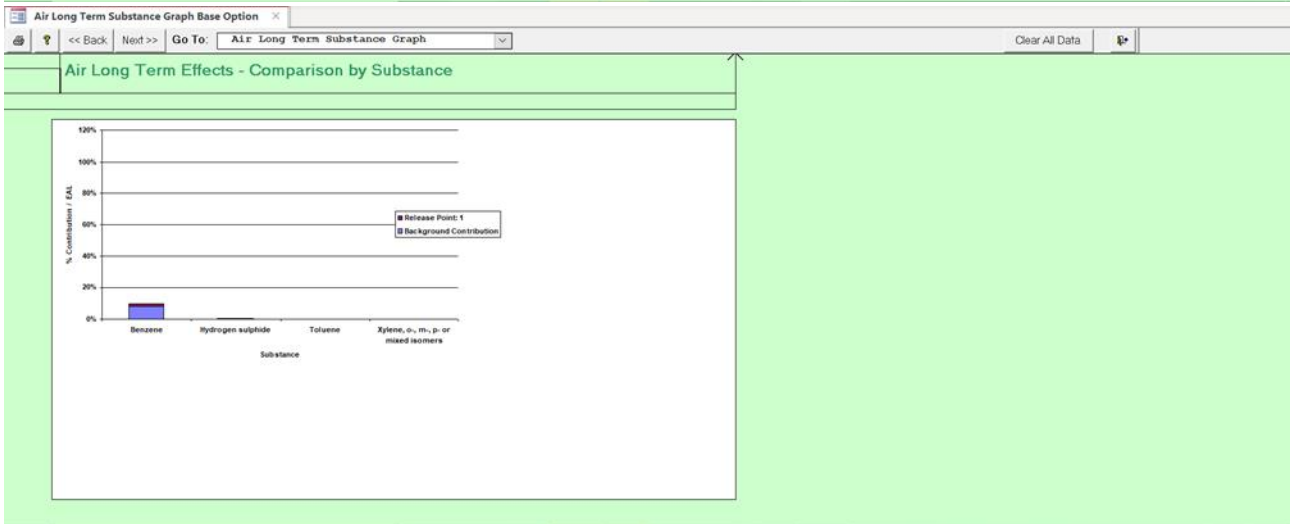 Air Long Term Substance Graph Base Option ×
? << Back Next >> Go To: Air Long Term Substance Graph Clear All Data
Air Long Term Effects - Comparison by Substance
120%
100%
80%
60%
40%
20%
0%
% Contribution / EAL
Release Point: 1
Background Contribution
Benzene Hydrogen sulphide Toluene Xylene, o-, m-, p- or
mixed isomers
Substance